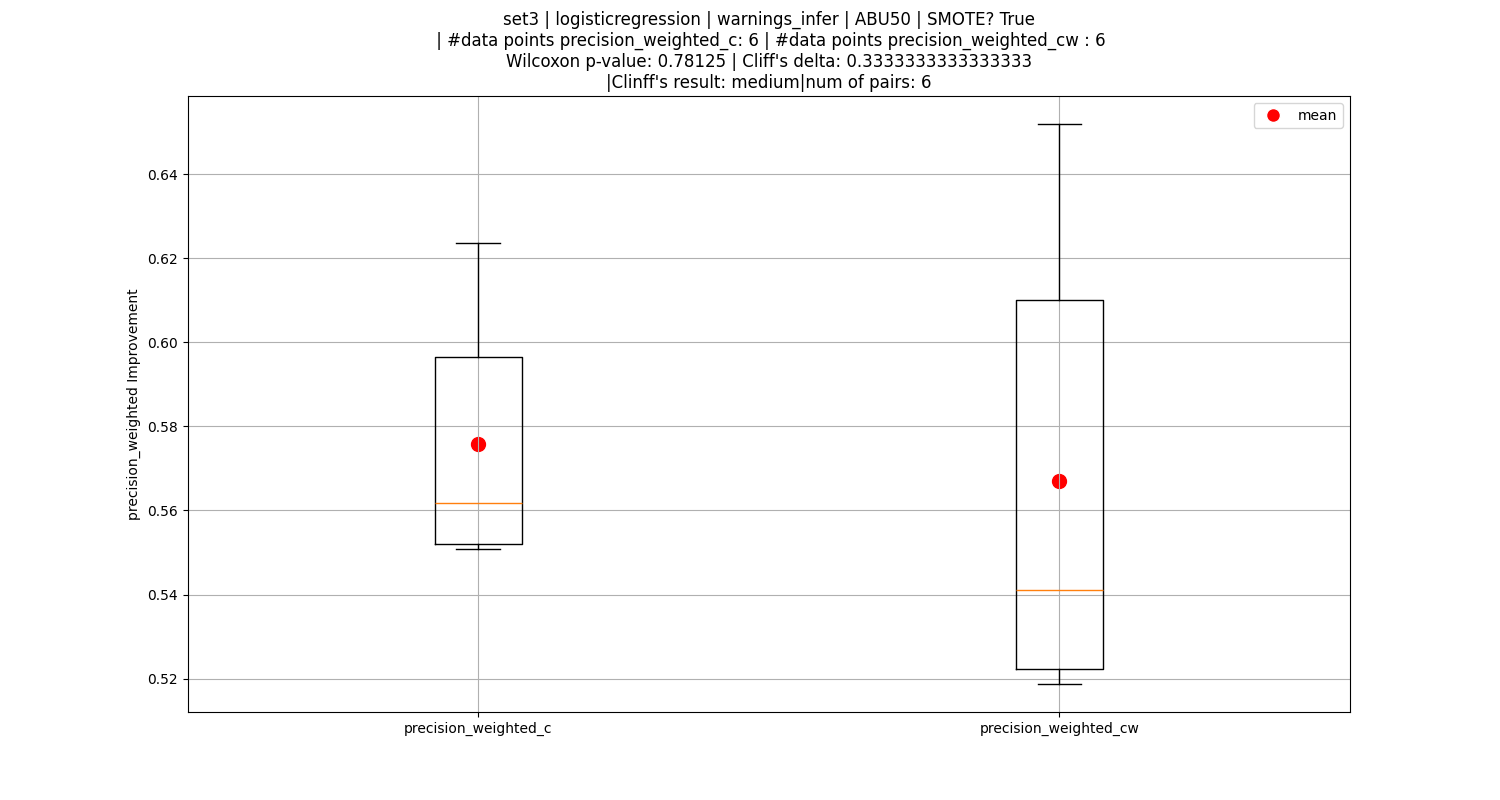 set3 | logisticregression | warnings_infer | ABU50 | SMOTE? True
| #data points precision_weighted_c: 6 | #data points precision_weighted_cw : 6
Wilcoxon p-value: 0.78125 | Cliff's delta: 0.3333333333333333
|Clinff's result: medium|num of pairs: 6
mean
0.64
0.62
0.60
0.58
0.56
0.54
0.52
precision_weighted Improvement
precision_weighted_c
precision_weighted_cw